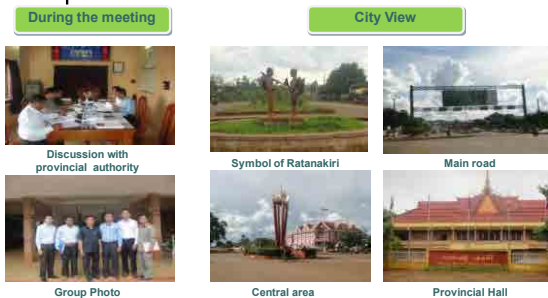 During the meeting
City View
Discussion with
provincial authority
Symbol of Ratanakiri
Main road
Group Photo
Central area
Provincial Hall